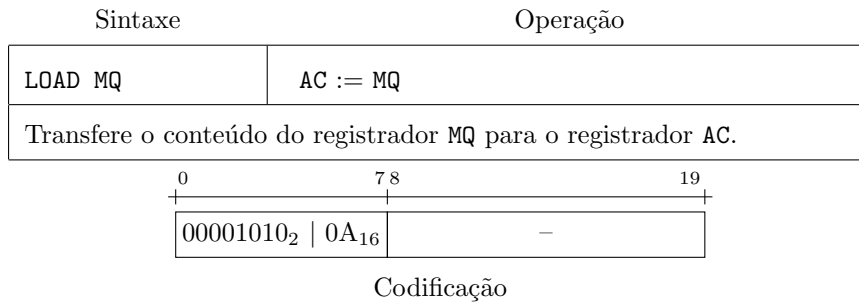 Sintaxe Operação
LOAD MQ AC := MQ
Transfere o conteúdo do registrador MQ para o registrador AC.
0 7 8 19
00001010₂ | 0A₁₆ –
Codificação